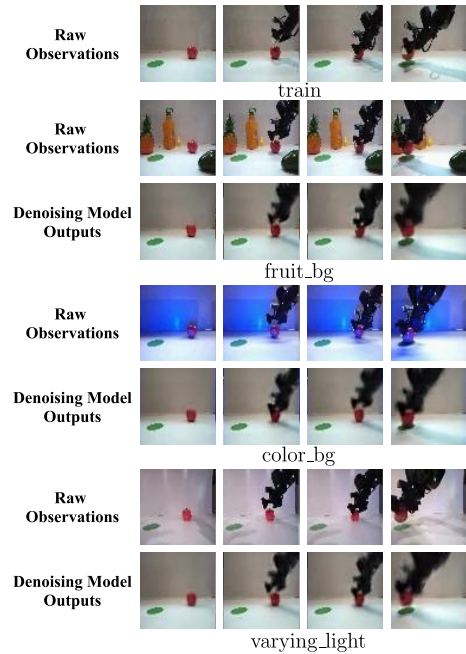 Raw
Observations
train
Raw
Observations
Denoising Model
Outputs
fruit_bg
Raw
Observations
Denoising Model
Outputs
color_bg
Raw
Observations
Denoising Model
Outputs
varying_light